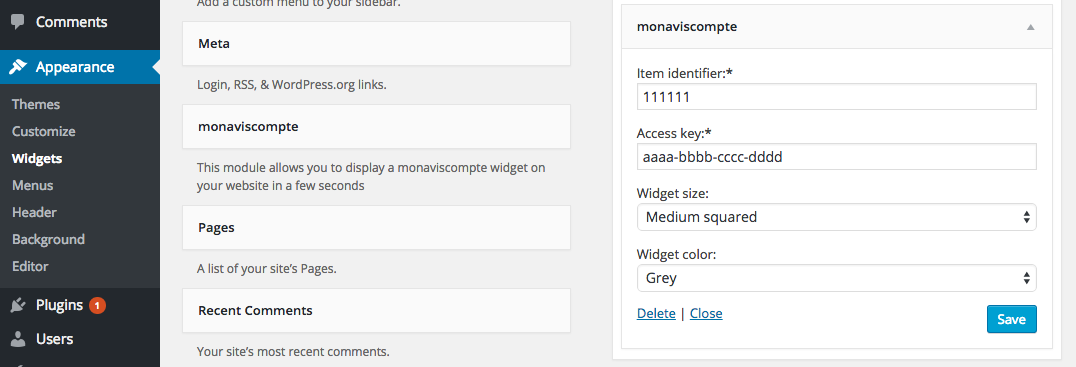 Comments
Appearance
Themes
Customize
Widgets
Menus
Header
Background
Editor
Plugins 1
Users
Add a custom menu to your sidebar.
Meta
Login, RSS, & WordPress.org links.
monaviscompte
This module allows you to display a monaviscompte widget on
your website in a few seconds
Pages
A list of your site's Pages.
Recent Comments
Your site's most recent comments.
monaviscompte
Item identifier:*
111111
Access key:*
aaaa-bbbb-cccc-dddd
Widget size:
Medium squared
Widget color:
Grey
Delete | Close
Save